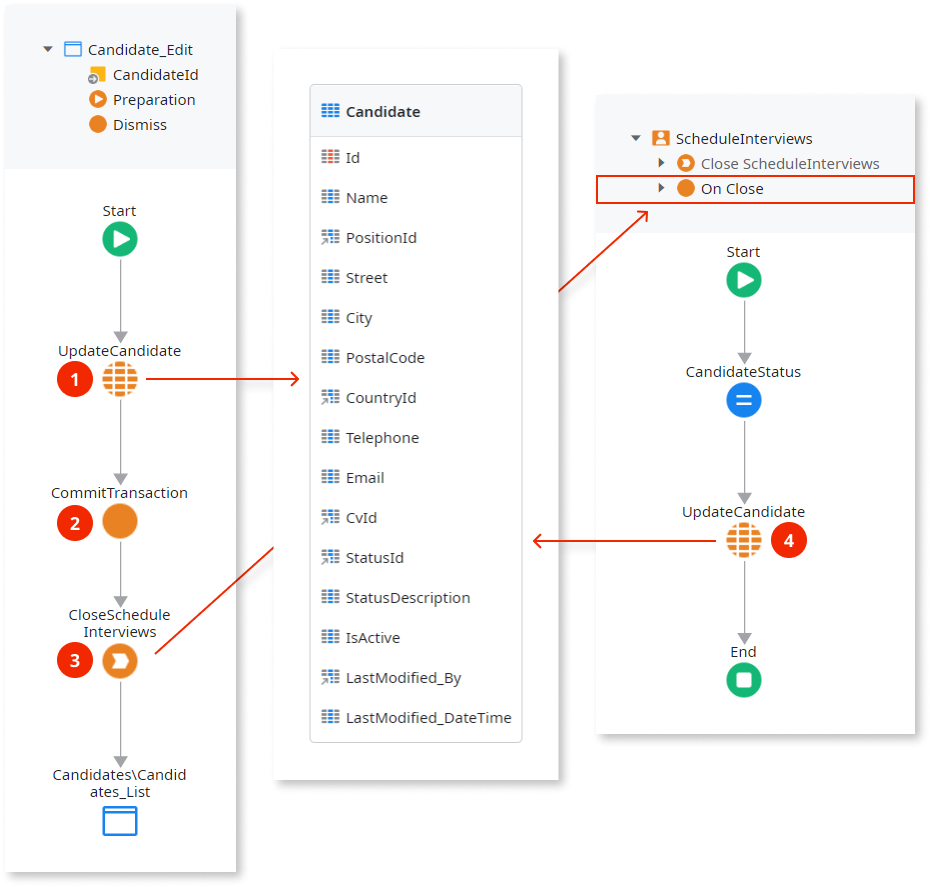 Candidate_Edit
CandidateId
Preparation
Dismiss
Start
UpdateCandidate
1
CommitTransaction
2
CloseSchedule
Interviews
3
Candidates\Candid
ates_List
Candidate
Id
Name
PositionId
Street
City
PostalCode
CountryId
Telephone
Email
CvId
StatusId
StatusDescription
IsActive
LastModified_By
LastModified_DateTime
ScheduleInterviews
Close ScheduleInterviews
On Close
Start
CandidateStatus
UpdateCandidate
4
End